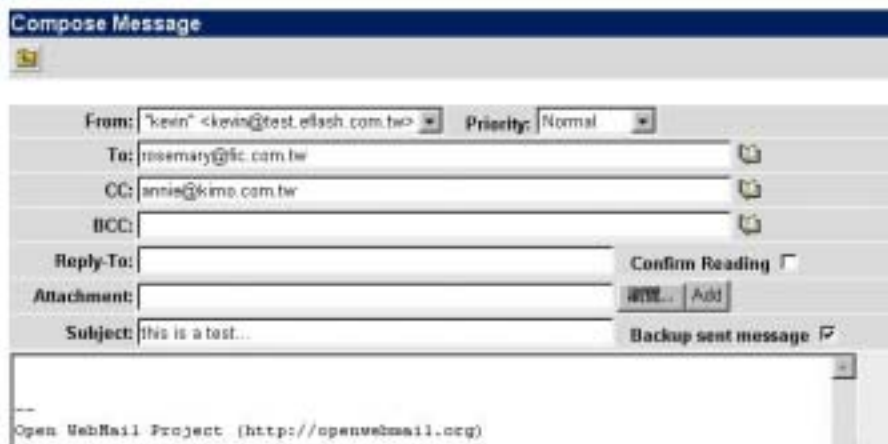 Compose Message
From: "kevin" <kevin@test.eflash.com.tw> Priority: Normal
To: rosemary@fic.com.tw
CC: annie@kimo.com.tw
BCC:
Reply-To: Confirm Reading
Attachment: Add
Subject: this is a test...  Backup sent message
--
Open WebMail Project (http://openwebmail.org)